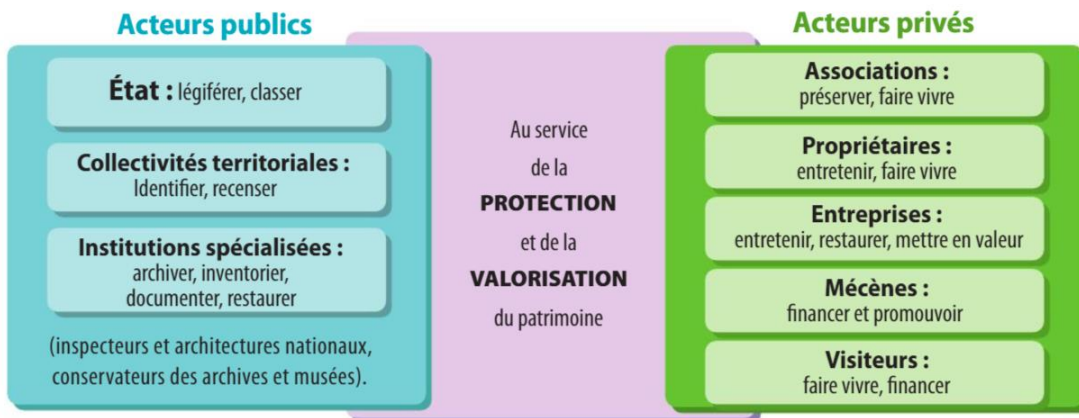 Acteurs publics
État : légiférer, classer
Collectivités territoriales :
Identifier, recenser
Institutions spécialisées :
archiver, inventorier,
documenter, restaurer
(inspecteurs et architectures nationaux,
conservateurs des archives et musées).
Au service
de la
PROTECTION
et de la
VALORISATION
du patrimoine
Acteurs privés
Associations :
préserver, faire vivre
Propriétaires :
entretenir, faire vivre
Entreprises :
entretenir, restaurer, mettre en valeur
Mécènes :
financer et promouvoir
Visiteurs :
faire vivre, financer